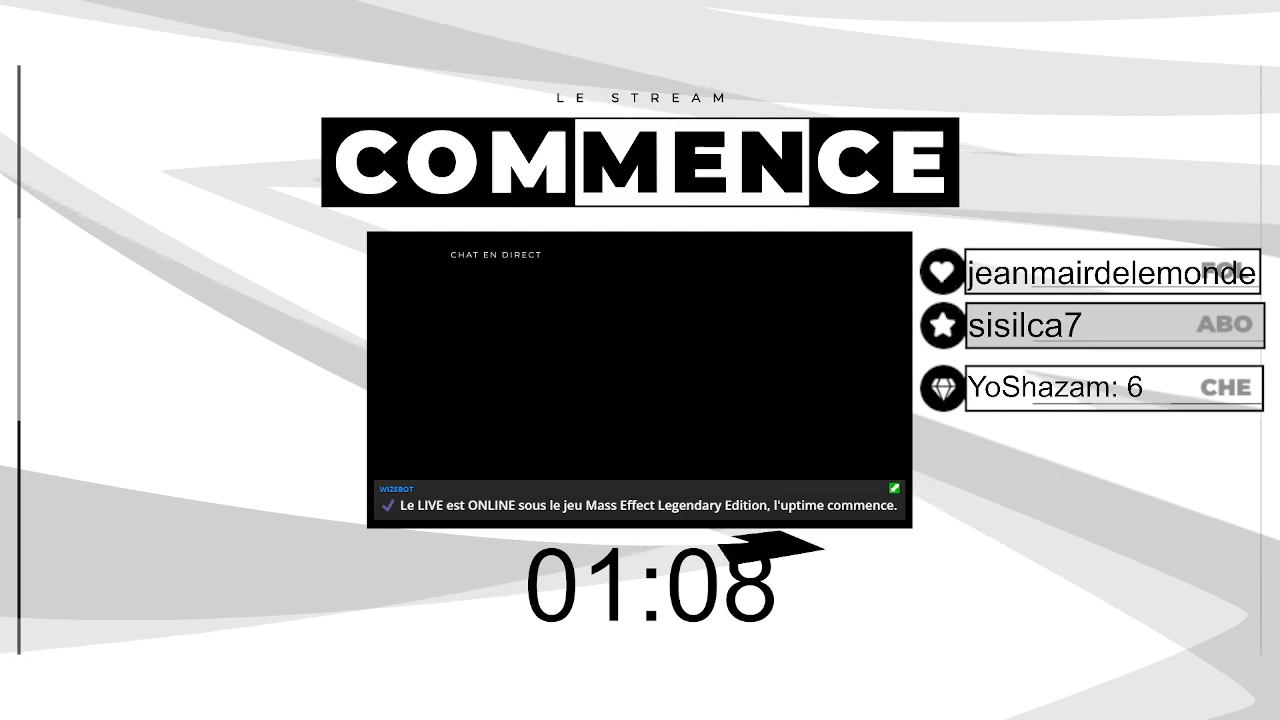 LE STREAM
COMMENCE
CHAT EN DIRECT
jeanmairdelemonde
sisilca7 ABO
YoShazam: 6 CHE
WIZEBOT
✔ Le LIVE est ONLINE sous le jeu Mass Effect Legendary Edition, l'uptime commence.
01:08